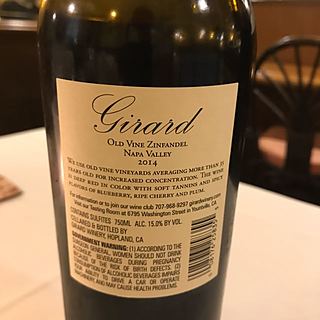 Girard
OLD VINE ZINFANDEL
NAPA VALLEY
2014
WE USE OLD VINE VINEYARDS AVERAGING MORE THAN 35
YEARS OLD FOR INCREASED CONCENTRATION. THE WINE
IS DEEP RED IN COLOR WITH SOFT TANNINS AND SPICY
FLAVORS OF BLUEBERRY, RIPE CHERRY AND PLUM.
For information or to join our wine club 707-968-9297 girardwinery.com
Visit our Tasting Room at 6795 Washington Street in Yountville, CA
CONTAINS SULFITES 750ML ALC. 15.0% BY VOL.
CELLARED & BOTTLED BY
GIRARD WINERY, HOPLAND, CA
GOVERNMENT WARNING: (1) ACCORDING TO THE
SURGEON GENERAL, WOMEN SHOULD NOT DRINK
ALCOHOLIC BEVERAGES DURING PREGNANCY
BECAUSE OF THE RISK OF BIRTH DEFECTS. (2)
CONSUMPTION OF ALCOHOLIC BEVERAGES IMPAIRS
YOUR ABILITY TO DRIVE A CAR OR OPERATE
MACHINERY AND MAY CAUSE HEALTH PROBLEMS.